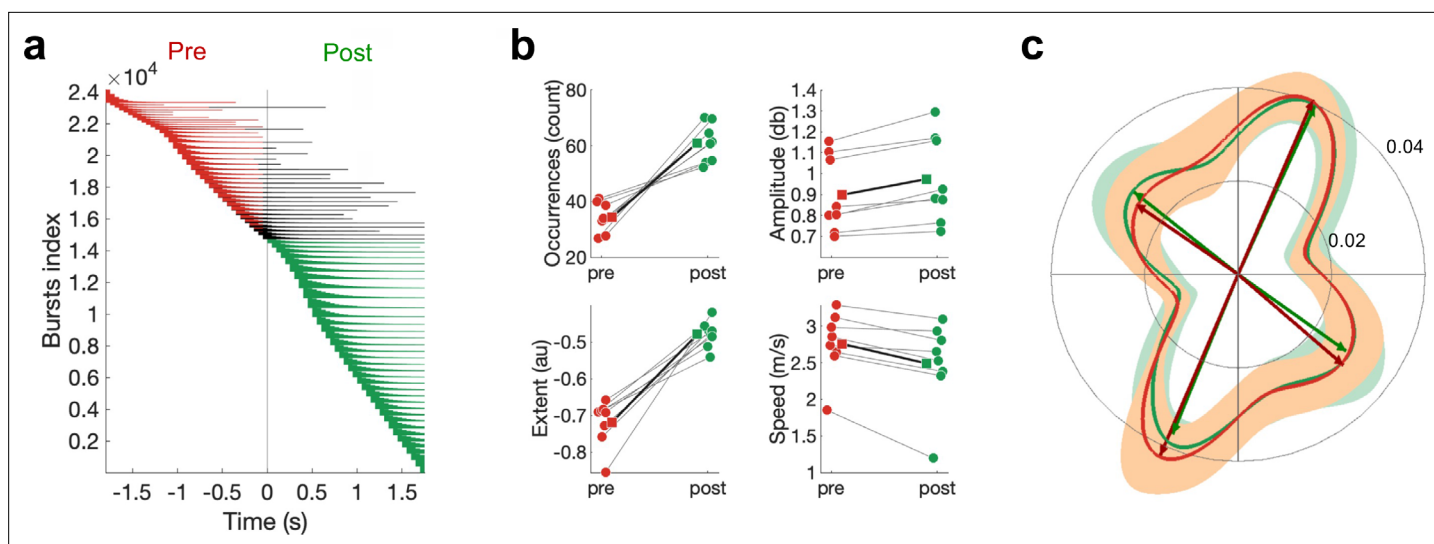 a
Pre
Post
×10⁴
2.4
2.2
2
1.8
1.6
1.4
1.2
1
0.8
0.6
0.4
0.2
Bursts index
-1.5 -1 -0.5 0 0.5 1 1.5
Time (s)
b
80
60
40
20
Occurrences (count)
pre post
1.4
1.3
1.2
1.1
1
0.9
0.8
0.7
Amplitude (db)
pre post
-0.5
-0.6
-0.7
-0.8
Extent (au)
pre post
3
2.5
2
1.5
1
Speed (m/s)
pre post
c
0.04
0.02